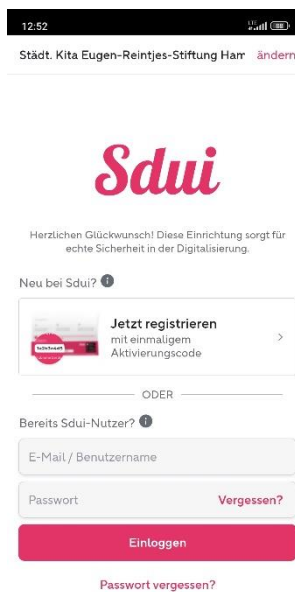 12:52
Städt. Kita Eugen-Reintjes-Stiftung Ham ändern
Sdui
Herzlichen Glückwunsch! Diese Einrichtung sorgt für
echte Sicherheit in der Digitalisierung.
Neu bei Sdui?
Jetzt registrieren
mit einmaligem
Aktivierungscode
ODER
Bereits Sdui-Nutzer?
E-Mail / Benutzername
Passwort Vergessen?
Einloggen
Passwort vergessen?